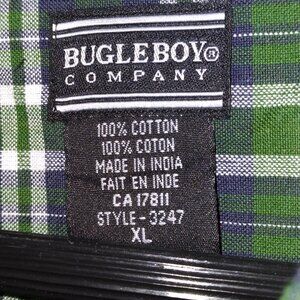 BUGLE BOY®
COMPANY
100% COTTON
100% COTON
MADE IN INDIA
FAIT EN INDE
CA 17811
STYLE - 3247
XL